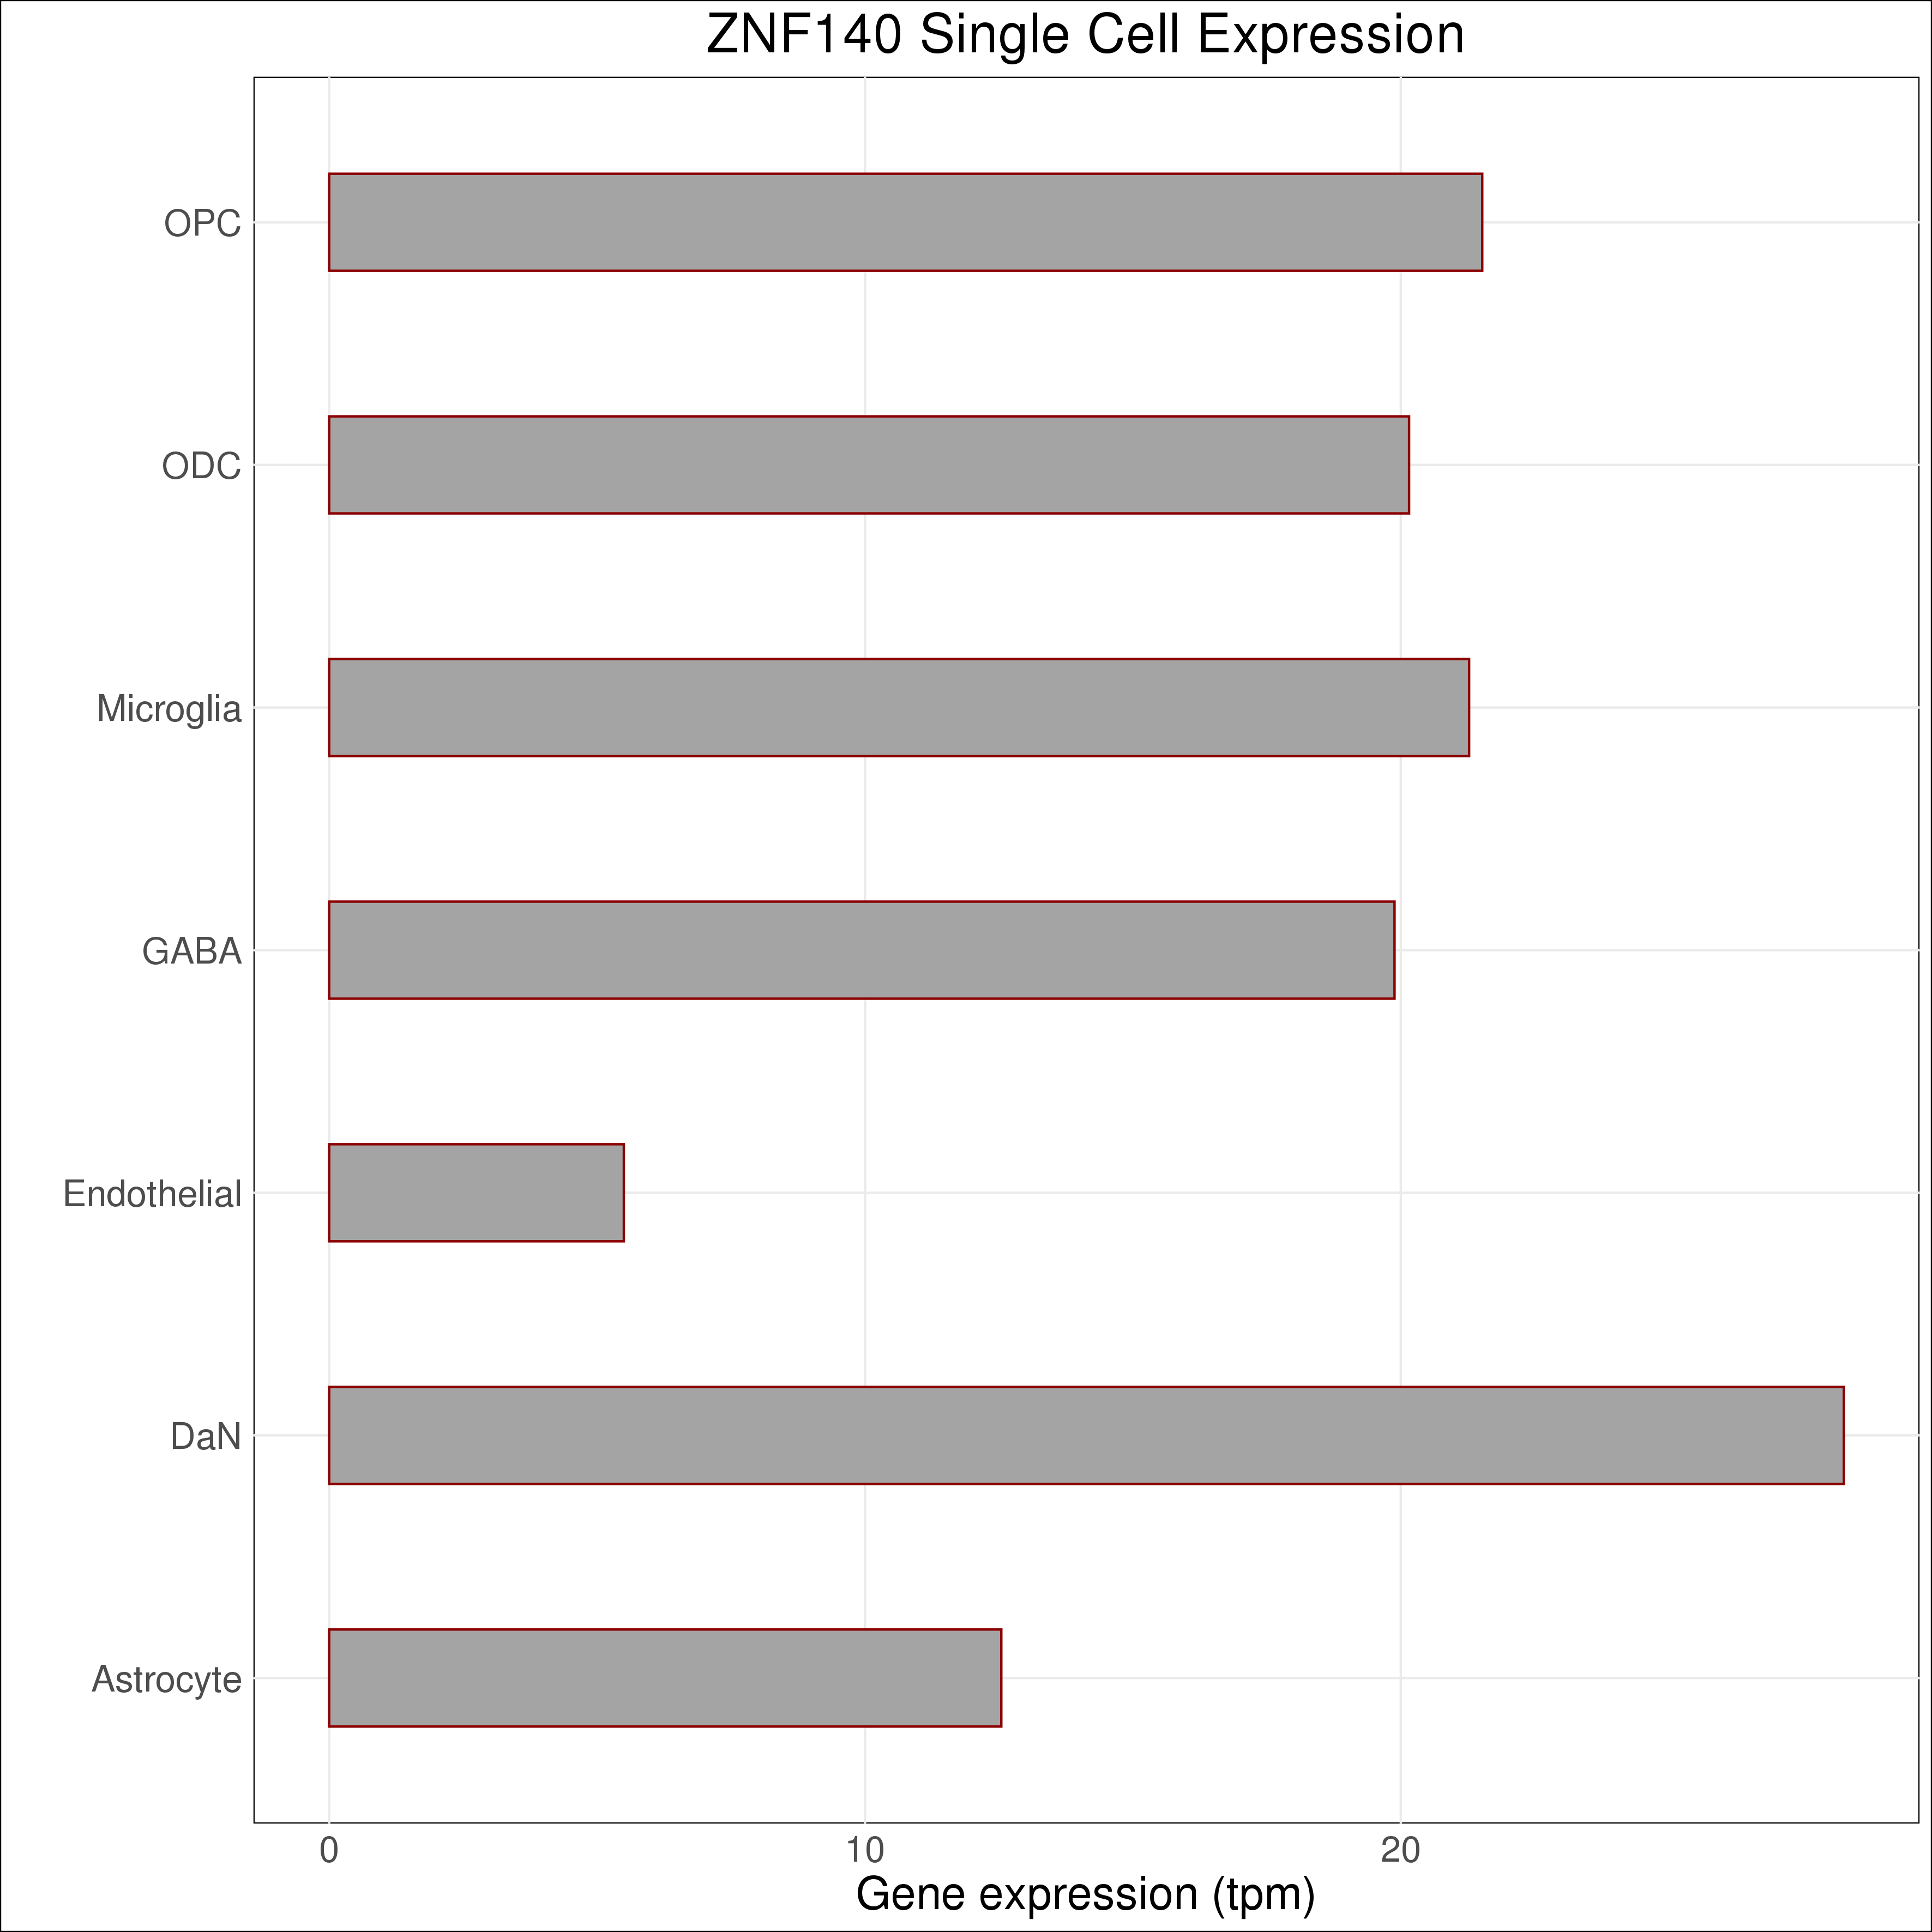 ZNF140 Single Cell Expression
OPC
ODC
Microglia
GABA
Endothelial
DaN
Astrocyte
0 10 20
Gene expression (tpm)